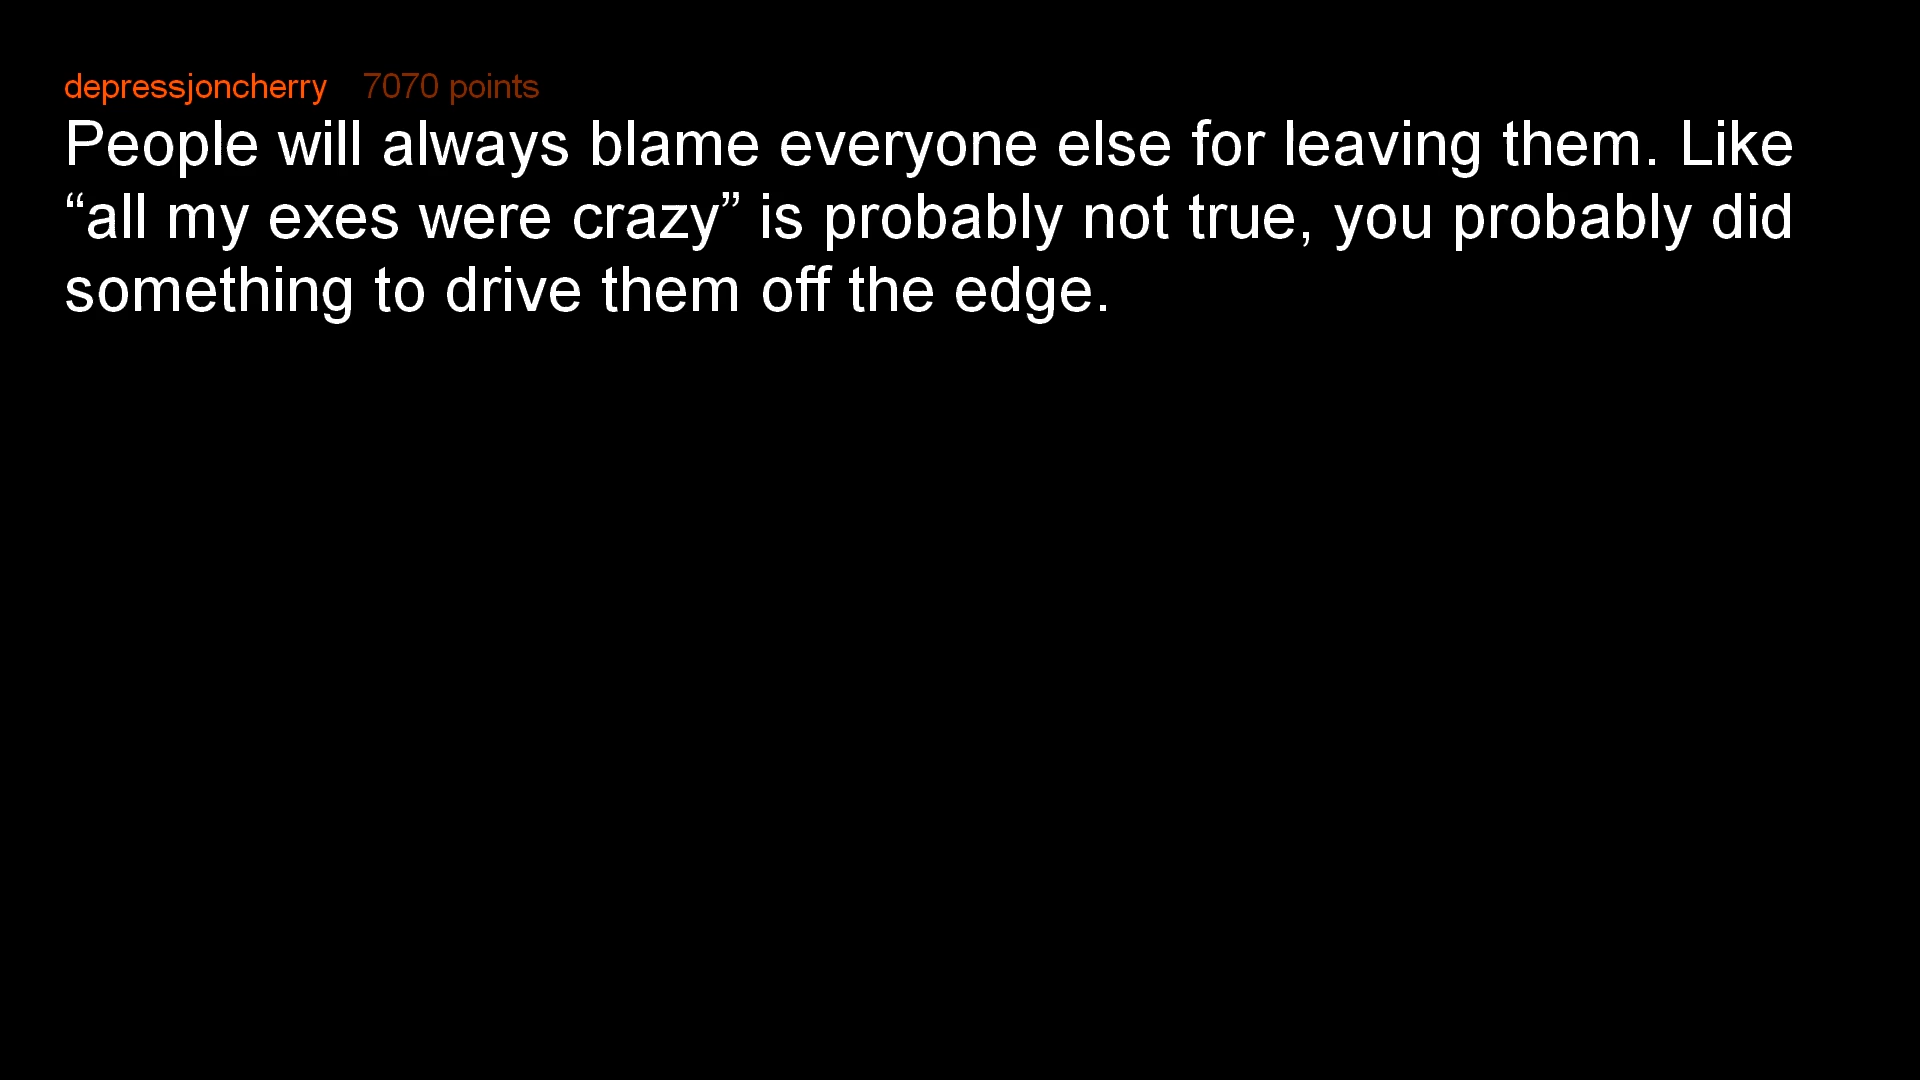 depressjoncherry 7070 points
People will always blame everyone else for leaving them. Like
“all my exes were crazy” is probably not true, you probably did
something to drive them off the edge.